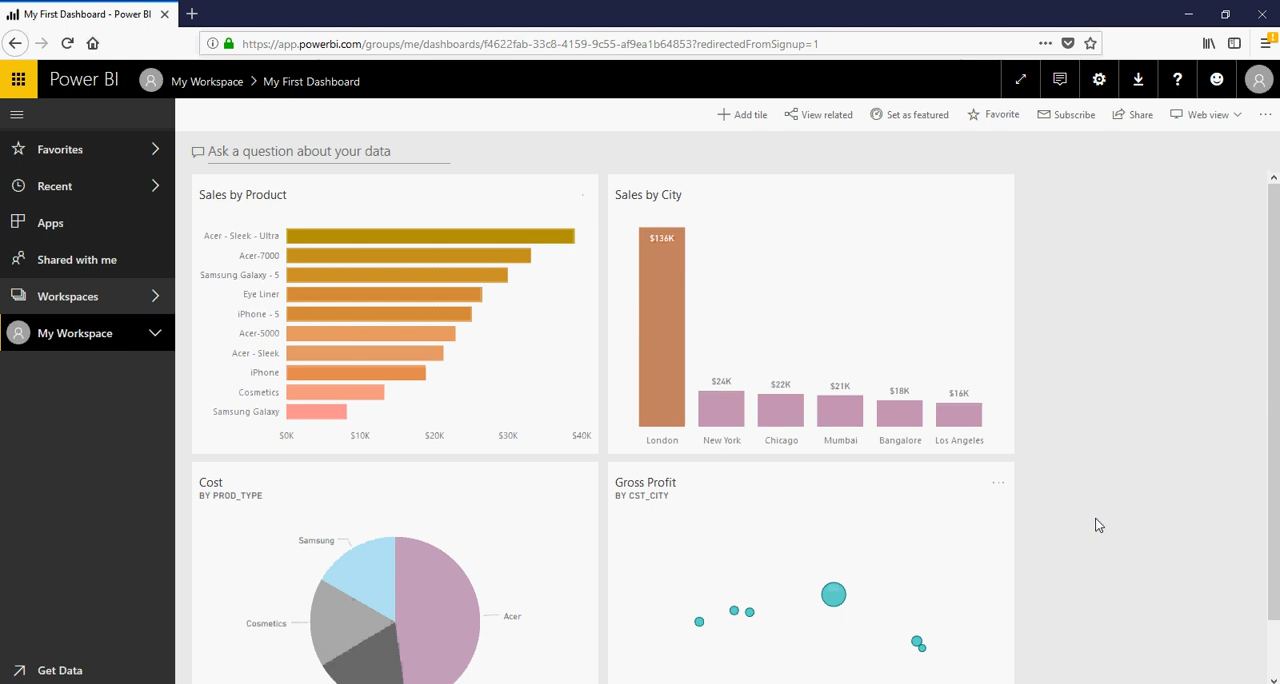 My First Dashboard - Power BI
https://app.powerbi.com/groups/me/dashboards/f4622fab-33c8-4159-9c55-af9ea1b64853?redirectedFromSignup=1
Power BI My Workspace > My First Dashboard
Add tile View related Set as featured Favorite Subscribe Share Web view
Favorites
Recent
Apps
Shared with me
Workspaces
My Workspace
Get Data
Ask a question about your data
Sales by Product
Acer - Sleek - Ultra
Acer-7000
Samsung Galaxy - 5
Eye Liner
iPhone - 5
Acer-5000
Acer - Sleek
iPhone
Cosmetics
Samsung Galaxy
$0K $10K $20K $30K $40K
Sales by City
$136K
$24K $22K $21K $18K $16K
London New York Chicago Mumbai Bangalore Los Angeles
Cost
BY PROD_TYPE
Samsung
Acer
Cosmetics
Gross Profit
BY CST_CITY